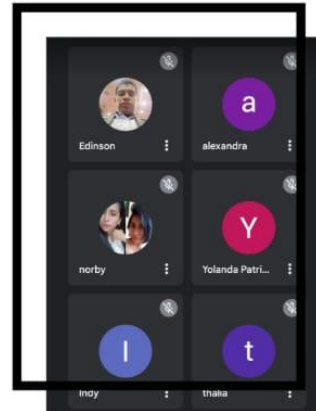 a
Edinson
alexandra
Y
norby
Yolanda Patri...
I
t
Indy
thalia